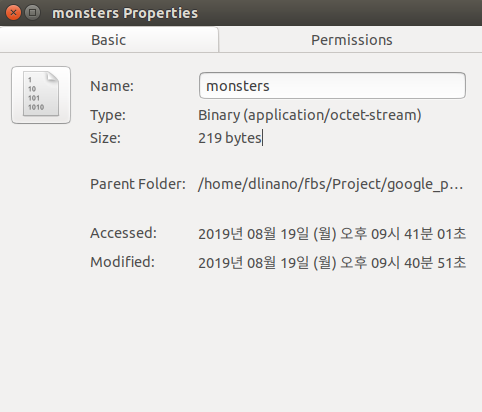 monsters Properties
Basic
Permissions
1
10
101
1010
Name: monsters
Type: Binary (application/octet-stream)
Size: 219 bytes
Parent Folder: /home/dlinano/fbs/Project/google_p…
Accessed: 2019년 08월 19일 (월) 오후 09시 41분 01초
Modified: 2019년 08월 19일 (월) 오후 09시 40분 51초